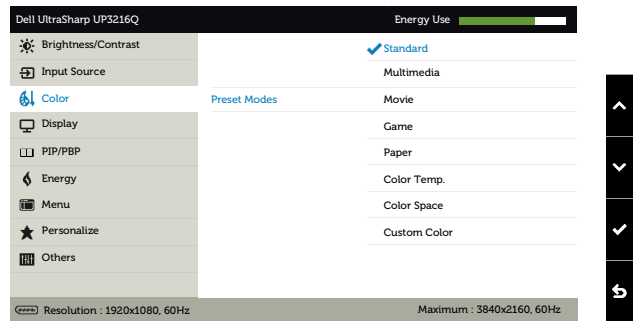 Dell UltraSharp UP3216Q Energy Use
Brightness/Contrast Standard
Input Source Multimedia
Color Preset Modes Movie
Display Game
PIP/PBP Paper
Energy Color Temp.
Menu Color Space
Personalize Custom Color
Others
Resolution : 1920x1080, 60Hz Maximum : 3840x2160, 60Hz